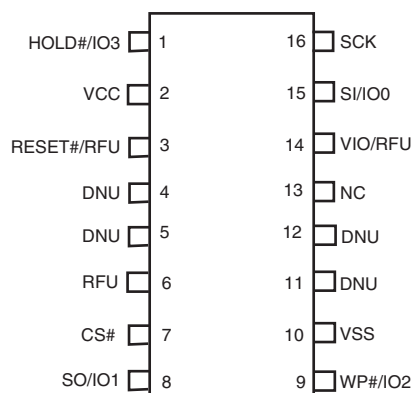 HOLD#/IO3 1 16 SCK
VCC 2 15 SI/IO0
RESET#/RFU 3 14 VIO/RFU
DNU 4 13 NC
DNU 5 12 DNU
RFU 6 11 DNU
CS# 7 10 VSS
SO/IO1 8 9 WP#/IO2